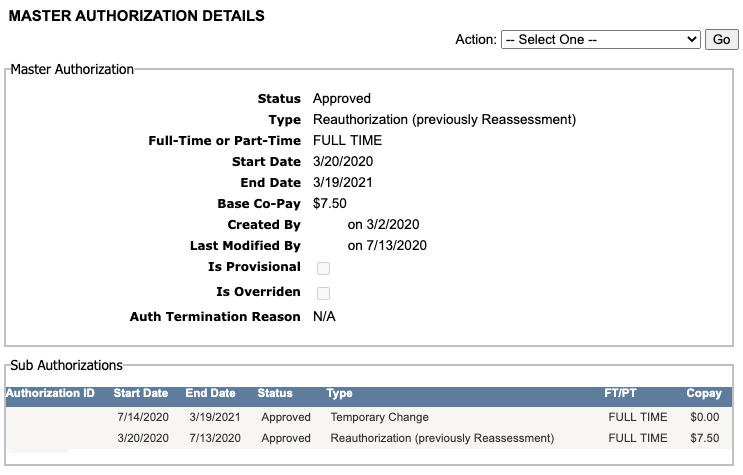 MASTER AUTHORIZATION DETAILS
Action: -- Select One -- Go
Master Authorization
Status Approved
Type Reauthorization (previously Reassessment)
Full-Time or Part-Time FULL TIME
Start Date 3/20/2020
End Date 3/19/2021
Base Co-Pay $7.50
Created By on 3/2/2020
Last Modified By on 7/13/2020
Is Provisional
Is Overriden
Auth Termination Reason N/A
Sub Authorizations
Authorization ID Start Date End Date Status Type FT/PT Copay
7/14/2020 3/19/2021 Approved Temporary Change FULL TIME $0.00
3/20/2020 7/13/2020 Approved Reauthorization (previously Reassessment) FULL TIME $7.50